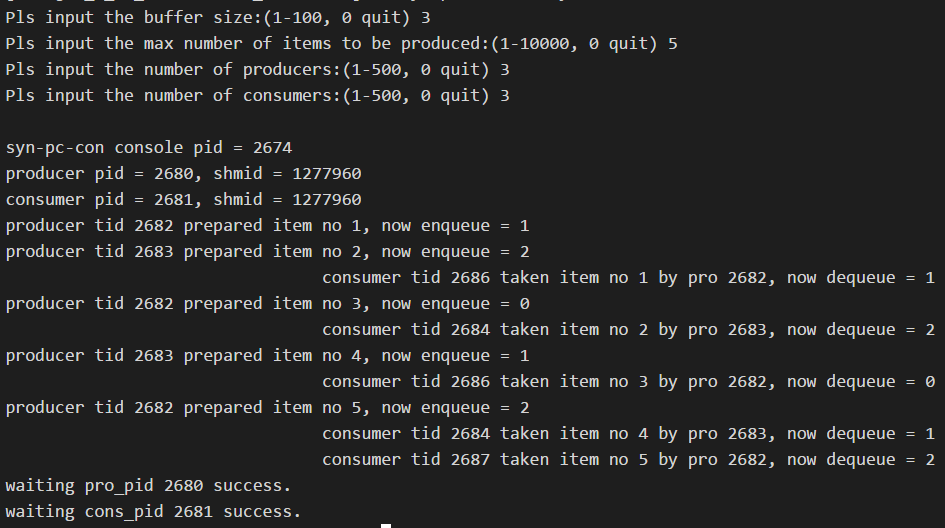 Pls input the buffer size:(1-100, 0 quit) 3
Pls input the max number of items to be produced:(1-10000, 0 quit) 5
Pls input the number of producers:(1-500, 0 quit) 3
Pls input the number of consumers:(1-500, 0 quit) 3
syn-pc-con console pid = 2674
producer pid = 2680, shmid = 1277960
consumer pid = 2681, shmid = 1277960
producer tid 2682 prepared item no 1, now enqueue = 1
producer tid 2683 prepared item no 2, now enqueue = 2
consumer tid 2686 taken item no 1 by pro 2682, now dequeue = 1
producer tid 2682 prepared item no 3, now enqueue = 0
consumer tid 2684 taken item no 2 by pro 2683, now dequeue = 2
producer tid 2683 prepared item no 4, now enqueue = 1
consumer tid 2686 taken item no 3 by pro 2682, now dequeue = 0
producer tid 2682 prepared item no 5, now enqueue = 2
consumer tid 2684 taken item no 4 by pro 2683, now dequeue = 1
consumer tid 2687 taken item no 5 by pro 2682, now dequeue = 2
waiting pro_pid 2680 success.
waiting cons_pid 2681 success.